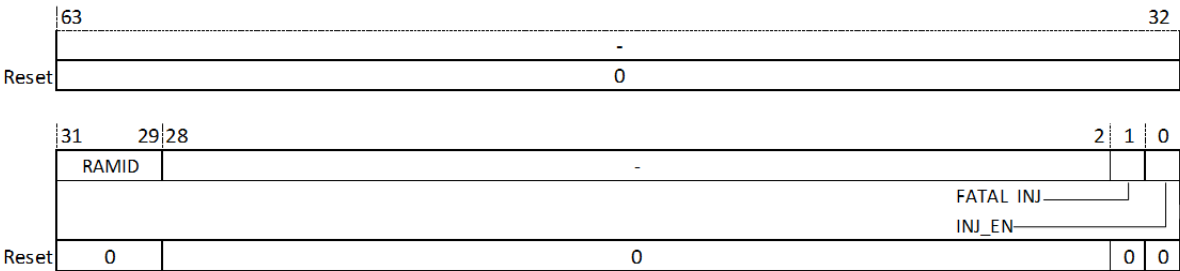 63 32
-
Reset 0
31 29 28 2 1 0
RAMID -
FATAL INJ
INJ_EN
Reset 0 0 0 0